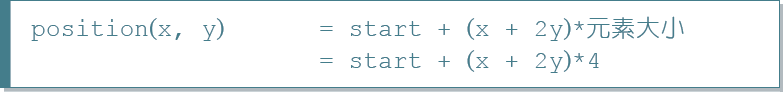 position(x, y) = start + (x + 2y)*元素大小
= start + (x + 2y)*4